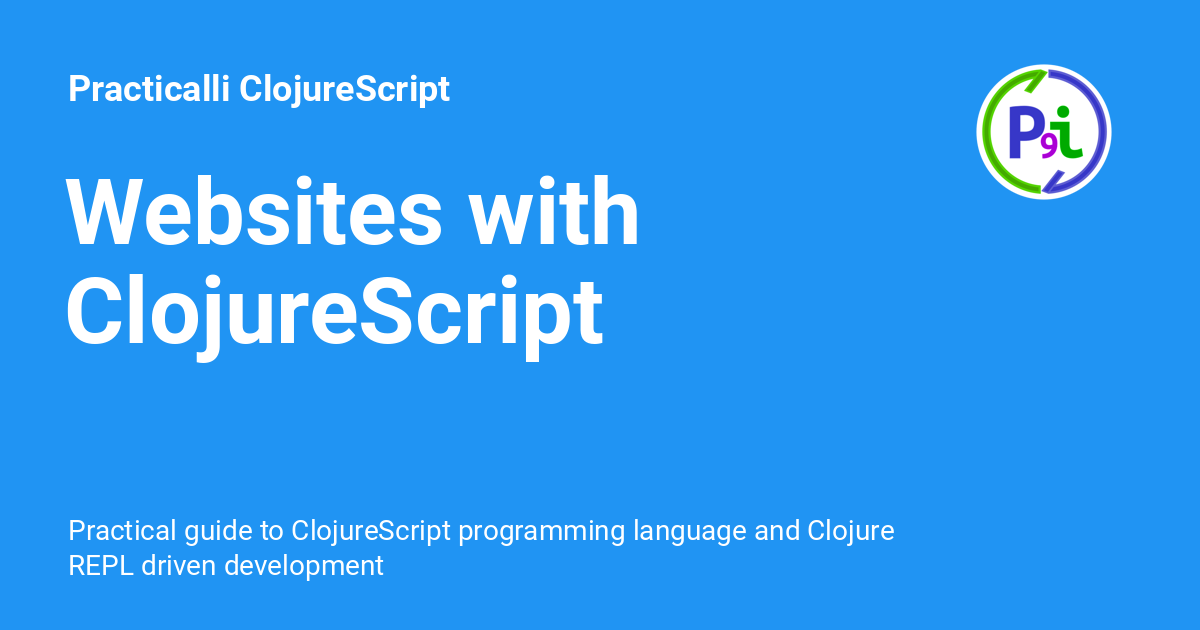 Practicalli ClojureScript
P9i
Websites with
ClojureScript
Practical guide to ClojureScript programming language and Clojure
REPL driven development